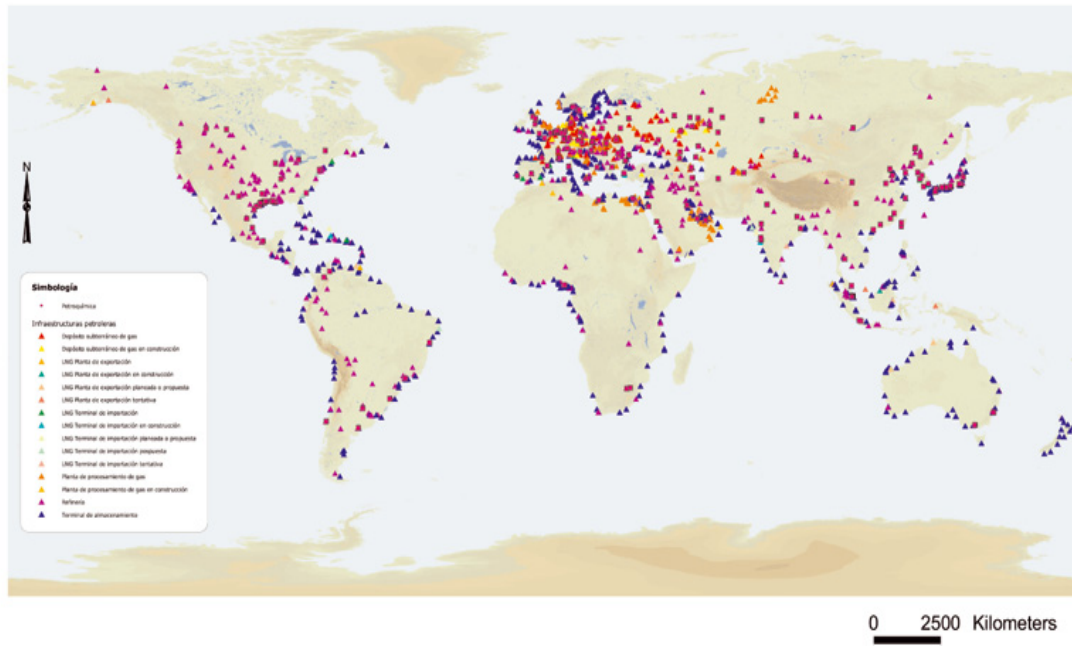 N
Simbología
Petroquímica
Infraestructuras petroleras
Depósito subterráneo de gas
Depósito subterráneo de gas en construcción
LNG Planta de exportación
LNG Planta de exportación en construcción
LNG Planta de exportación planeada o propuesta
LNG Planta de exportación tentativa
LNG Terminal de importación
LNG Terminal de importación en construcción
LNG Terminal de importación planeada o propuesta
LNG Terminal de importación propuesta
LNG Terminal de importación tentativa
Planta de procesamiento de gas
Planta de procesamiento de gas en construcción
Refinería
Terminal de almacenamiento
0 2500 Kilometers